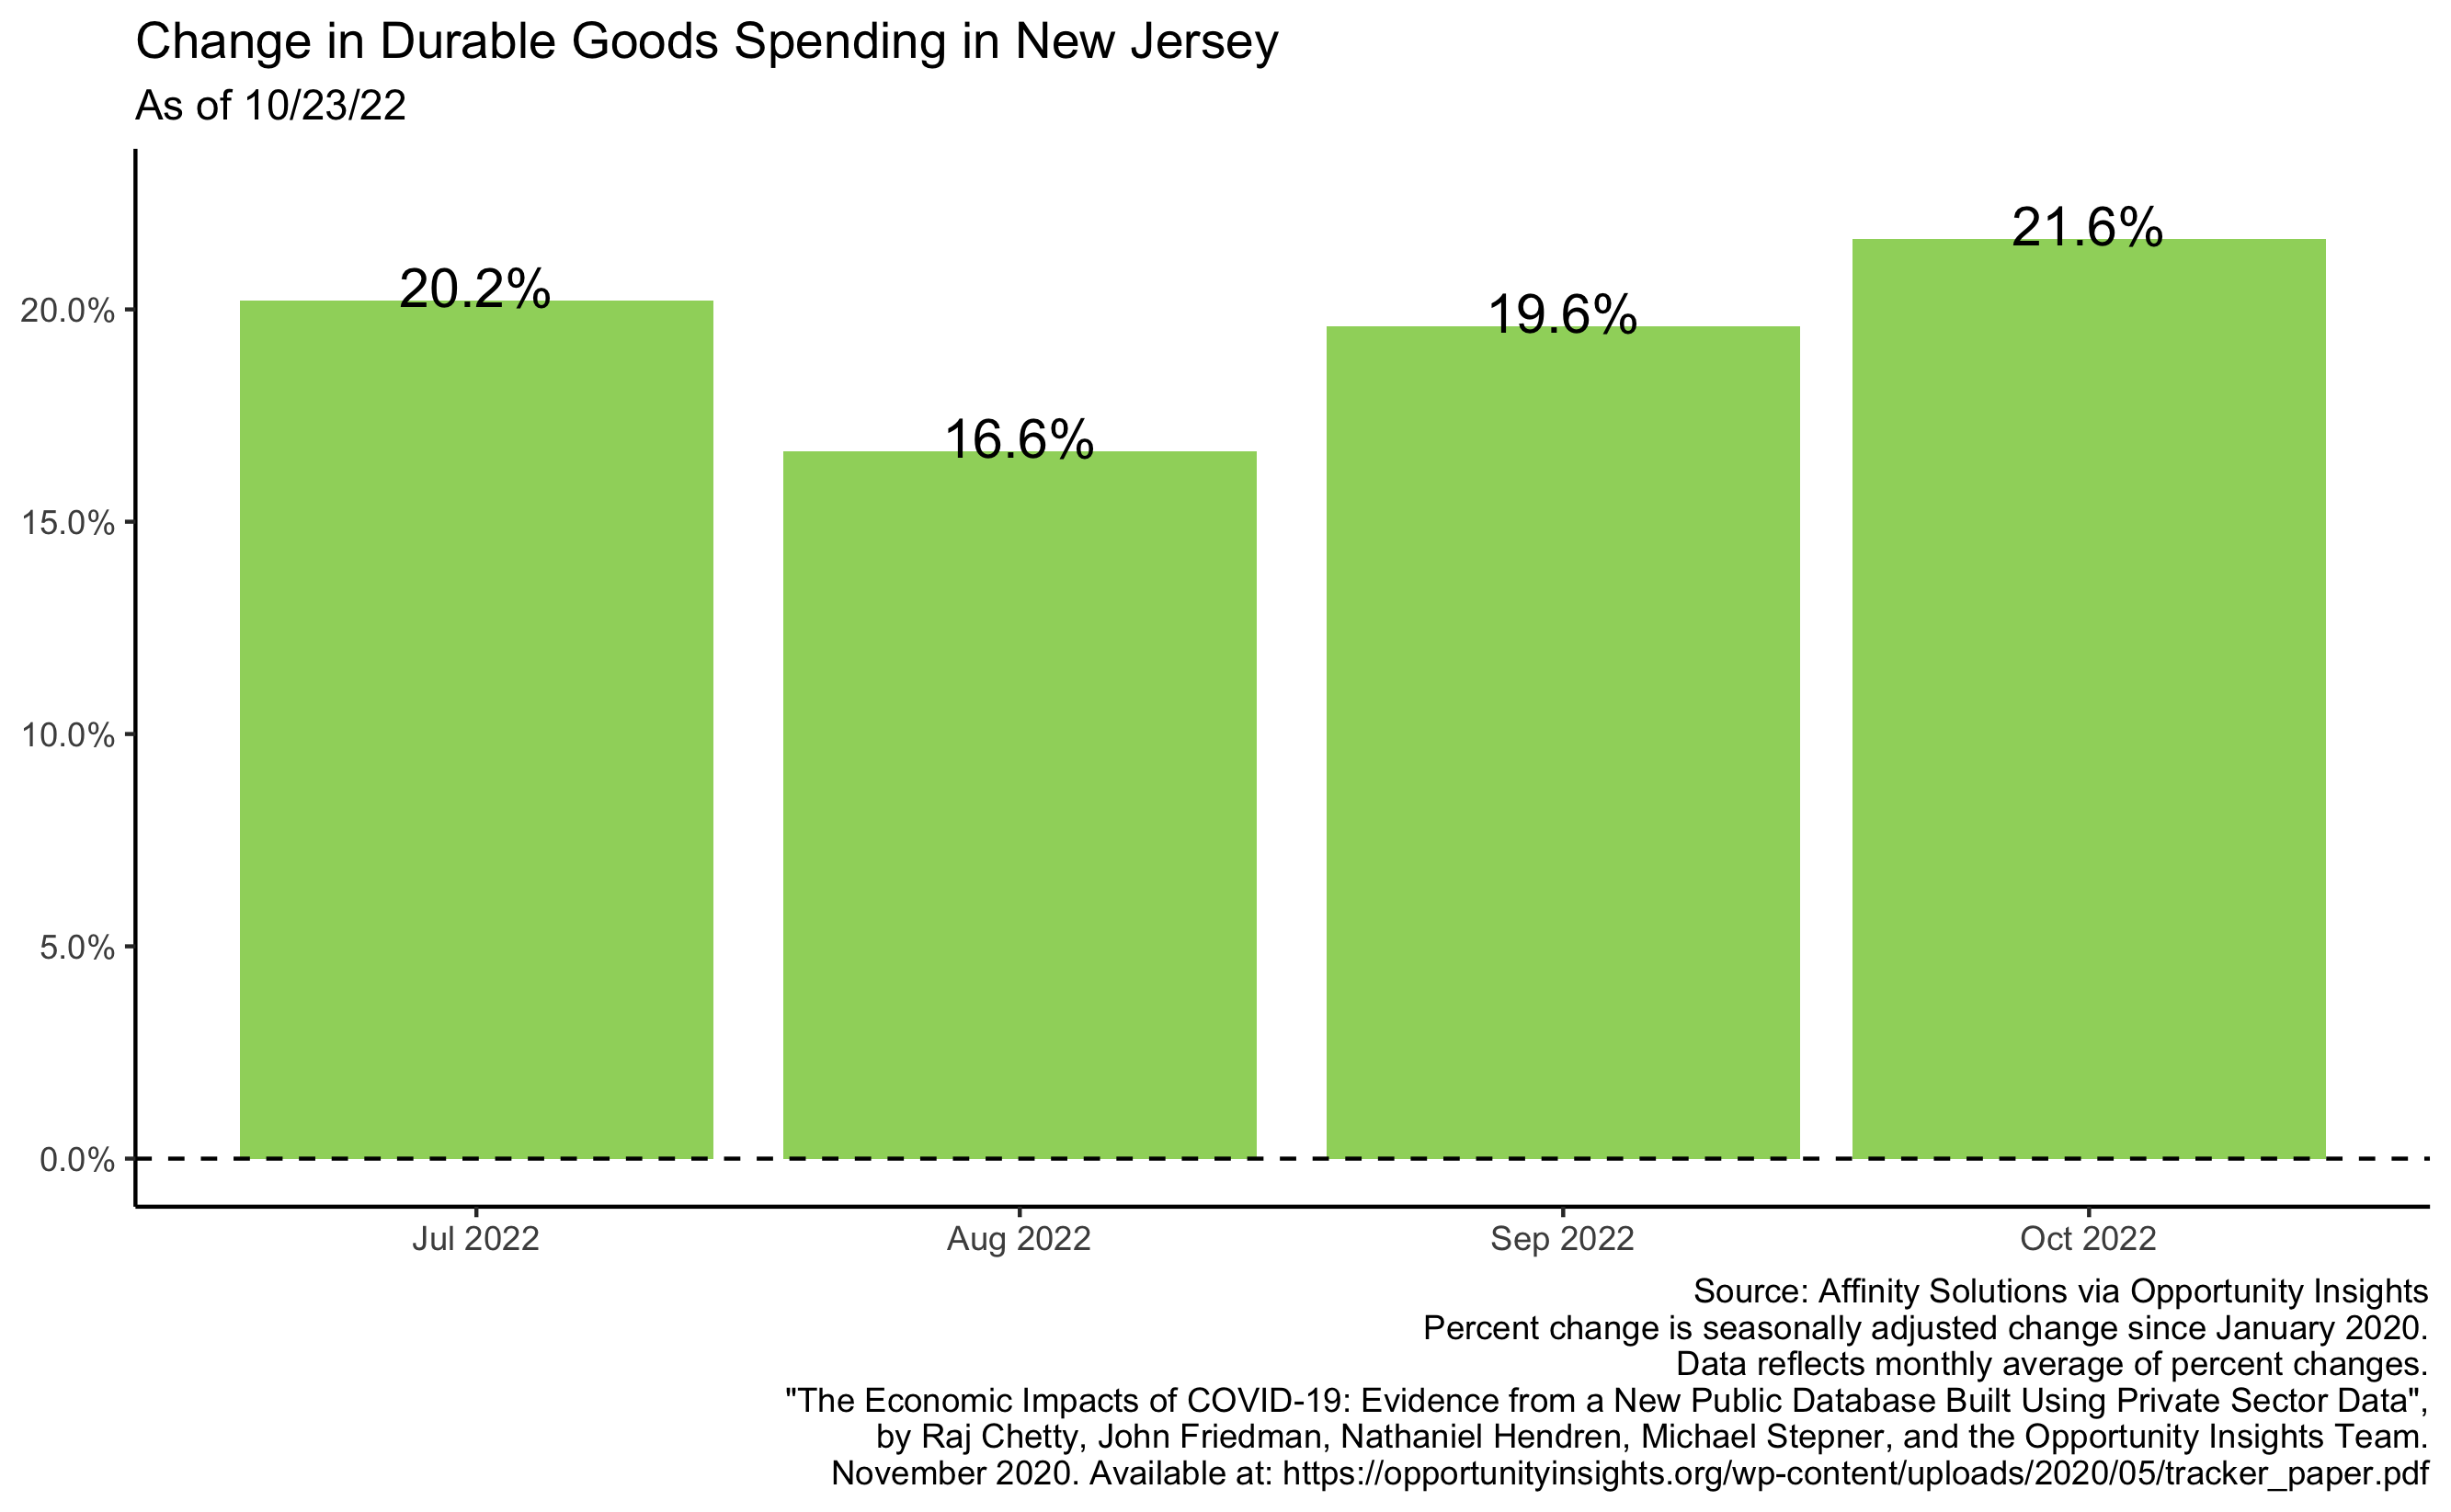 Change in Durable Goods Spending in New Jersey
As of 10/23/22
20.2%
16.6%
19.6%
21.6%
20.0%
15.0%
10.0%
5.0%
0.0%
Jul 2022
Aug 2022
Sep 2022
Oct 2022
Source: Affinity Solutions via Opportunity Insights
Percent change is seasonally adjusted change since January 2020.
Data reflects monthly average of percent changes.
"The Economic Impacts of COVID-19: Evidence from a New Public Database Built Using Private Sector Data",
by Raj Chetty, John Friedman, Nathaniel Hendren, Michael Stepner, and the Opportunity Insights Team.
November 2020. Available at: https://opportunityinsights.org/wp-content/uploads/2020/05/tracker_paper.pdf